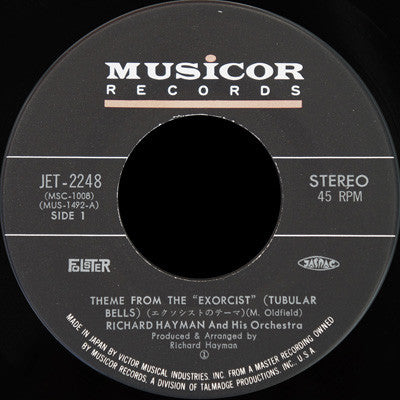 MUSICOR
RECORDS
JET-2248
(MSC-1008)
(MUS-1492-A)
SIDE 1
STEREO
45 RPM
FOLSTER
JASRAC
THEME FROM THE "EXORCIST" (TUBULAR
BELLS) (エクソシストのテーマ)(M. Oldfield)
RICHARD HAYMAN And His Orchestra
Produced & Arranged by
Richard Hayman
①
MADE IN JAPAN BY VICTOR MUSICAL INDUSTRIES, INC. FROM A MASTER RECORDING OWNED
BY MUSICOR RECORDS, A DIVISION OF TALMADGE PRODUCTIONS, INC. U.S.A